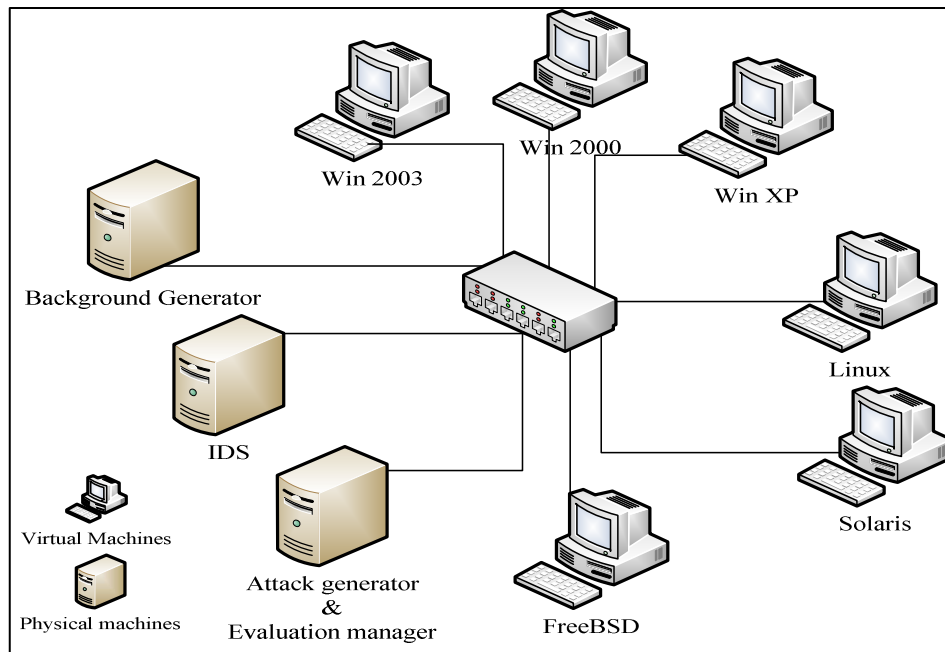 Win 2003
Win 2000
Win XP
Background Generator
Linux
IDS
Solaris
Virtual Machines
Attack generator
&
Evaluation manager
FreeBSD
Physical machines